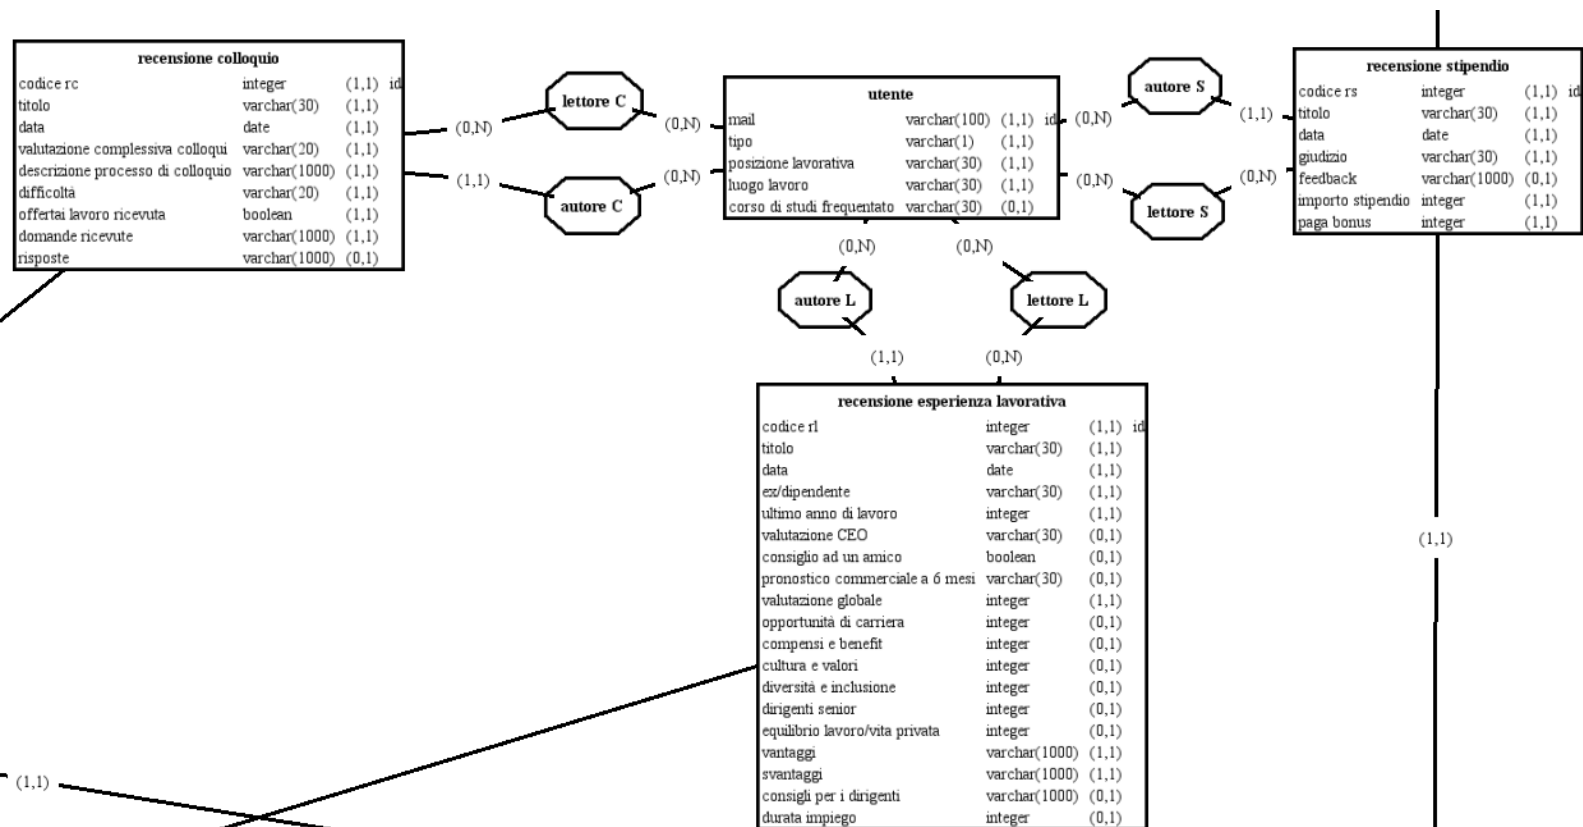 recensione colloquio
codice rc integer (1,1) id
titolo varchar(30) (1,1)
data date (1,1)
valutazione complessiva colloqui varchar(20) (1,1)
descrizione processo di colloquio varchar(1000) (1,1)
difficoltà varchar(20) (1,1)
offertai lavoro ricevuta boolean (1,1)
domande ricevute varchar(1000) (1,1)
risposte varchar(1000) (0,1)
(0,N)
lettore C
(0,N)
(1,1)
autore C
(0,N)
utente
mail varchar(100) (1,1) id
tipo varchar(1) (1,1)
posizione lavorativa varchar(30) (1,1)
luogo lavoro varchar(30) (1,1)
corso di studi frequentato varchar(30) (0,1)
(0,N)
autore S
(1,1)
(0,N)
lettore S
(0,N)
recensione stipendio
codice rs integer (1,1) id
titolo varchar(30) (1,1)
data date (1,1)
giudizio varchar(30) (1,1)
feedback varchar(1000) (0,1)
importo stipendio integer (1,1)
paga bonus integer (1,1)
(0,N)
autore L
(1,1)
(0,N)
lettore L
(0,N)
recensione esperienza lavorativa
codice rl integer (1,1) id
titolo varchar(30) (1,1)
data date (1,1)
ex/dipendente varchar(30) (1,1)
ultimo anno di lavoro integer (1,1)
valutazione CEO varchar(30) (0,1)
consiglio ad un amico boolean (0,1)
pronostico commerciale a 6 mesi varchar(30) (0,1)
valutazione globale integer (1,1)
opportunità di carriera integer (0,1)
compensi e benefit integer (0,1)
cultura e valori integer (0,1)
diversità e inclusione integer (0,1)
dirigenti senior integer (0,1)
equilibrio lavoro/vita privata integer (0,1)
vantaggi varchar(1000) (1,1)
svantaggi varchar(1000) (1,1)
consigli per i dirigenti varchar(1000) (0,1)
durata impiego integer (0,1)
(1,1)
(1,1)